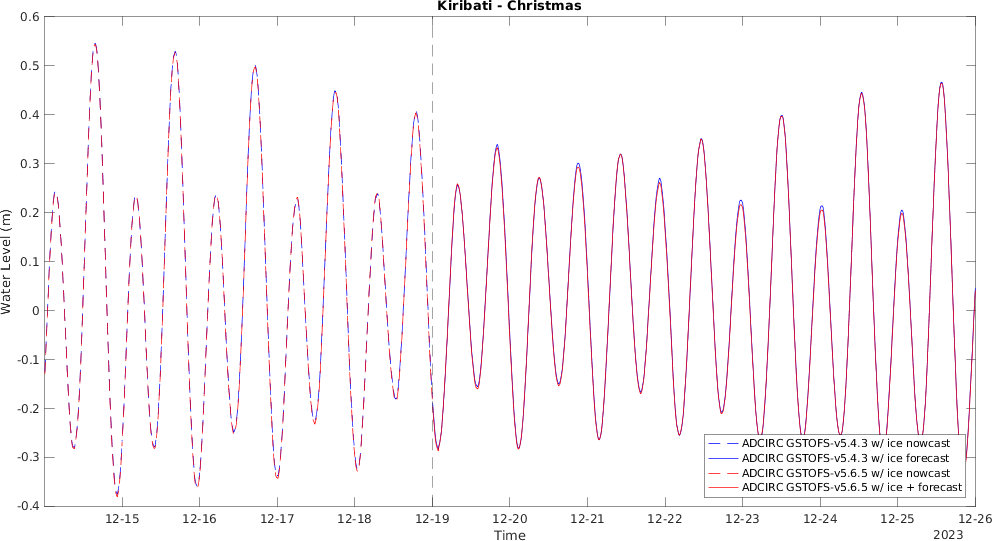 Kiribati - Christmas
0.6
0.5
0.4
0.3
0.2
0.1
0
-0.1
-0.2
-0.3
-0.4
Water Level (m)
ADCIRC GSTOFS-v5.4.3 w/ ice nowcast
ADCIRC GSTOFS-v5.4.3 w/ ice forecast
ADCIRC GSTOFS-v5.6.5 w/ ice nowcast
ADCIRC GSTOFS-v5.6.5 w/ ice + forecast
12-15 12-16 12-17 12-18 12-19 12-20 12-21 12-22 12-23 12-24 12-25 12-26
Time
2023